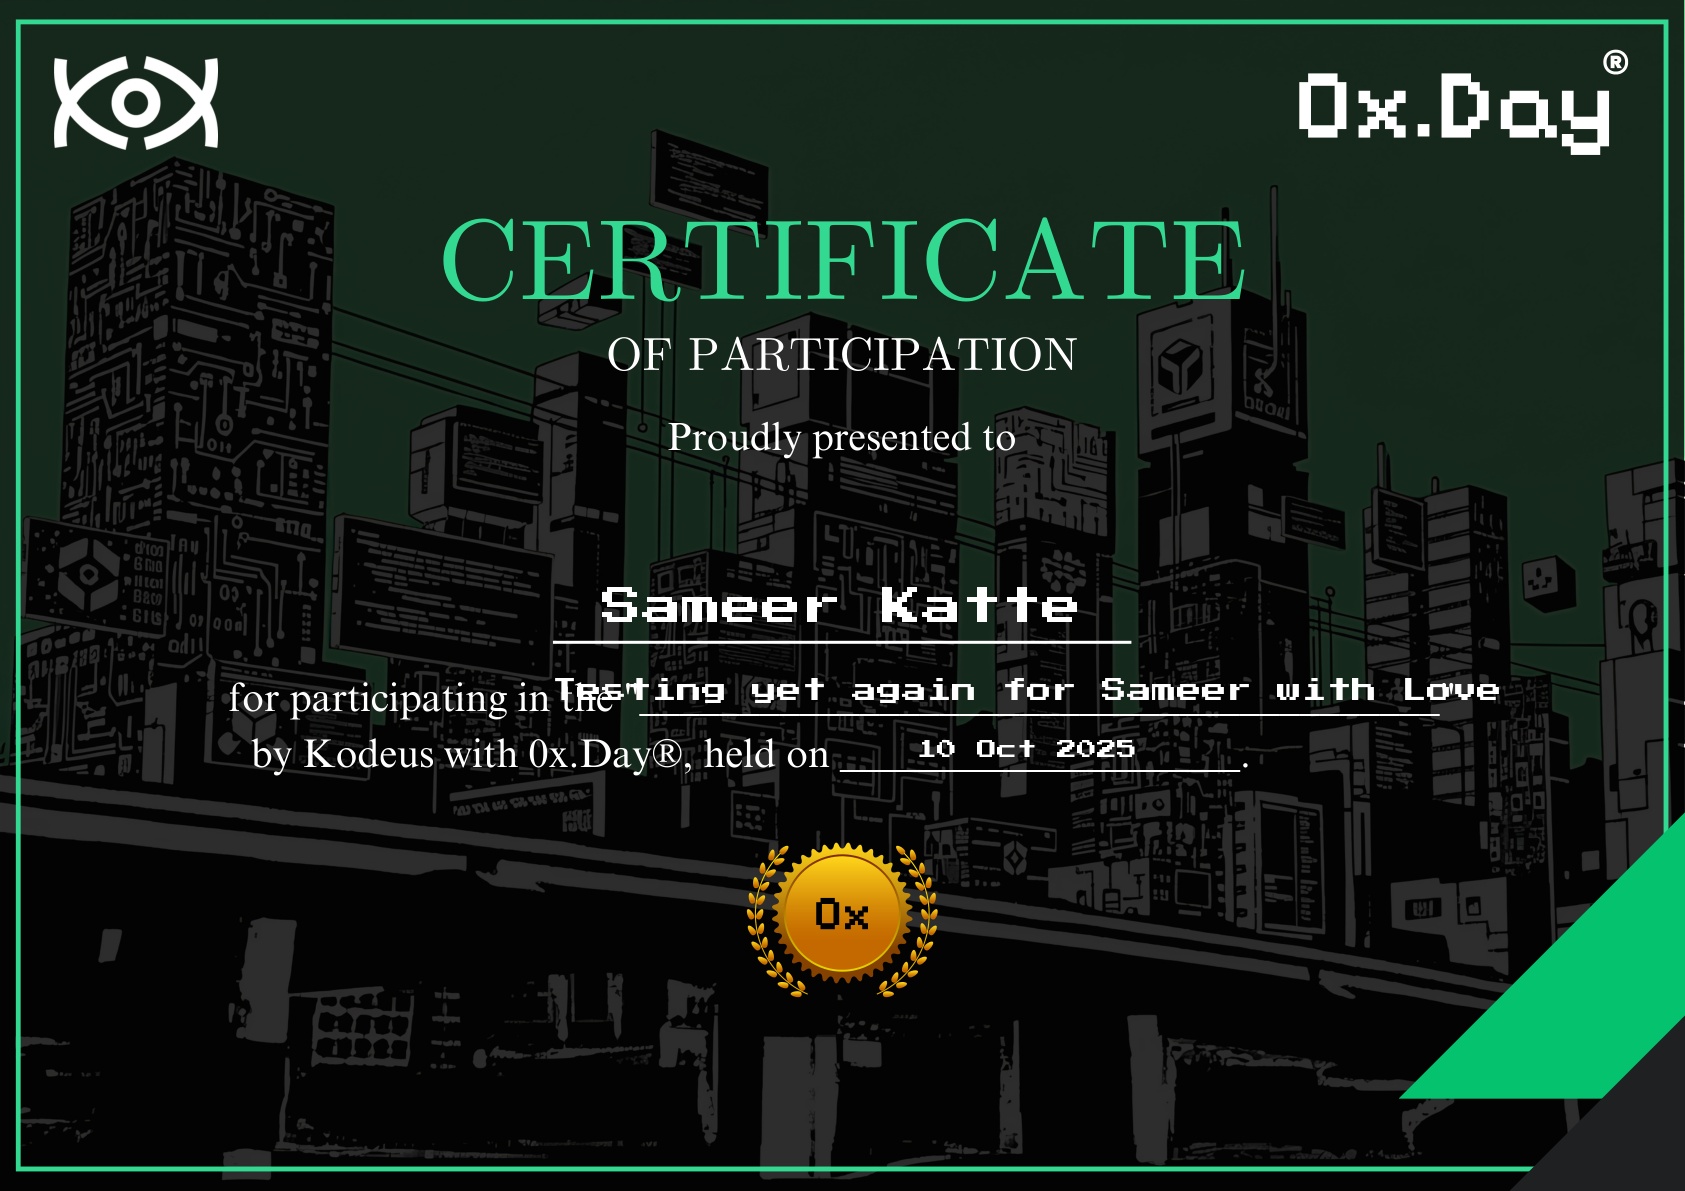 0x.Day®
CERTIFICATE
OF PARTICIPATION
Proudly presented to
Sameer Katte
for participating in the "Testing yet again for Sameer with Love"
by Kodeus with 0x.Day®, held on 10 Oct 2025.
0x